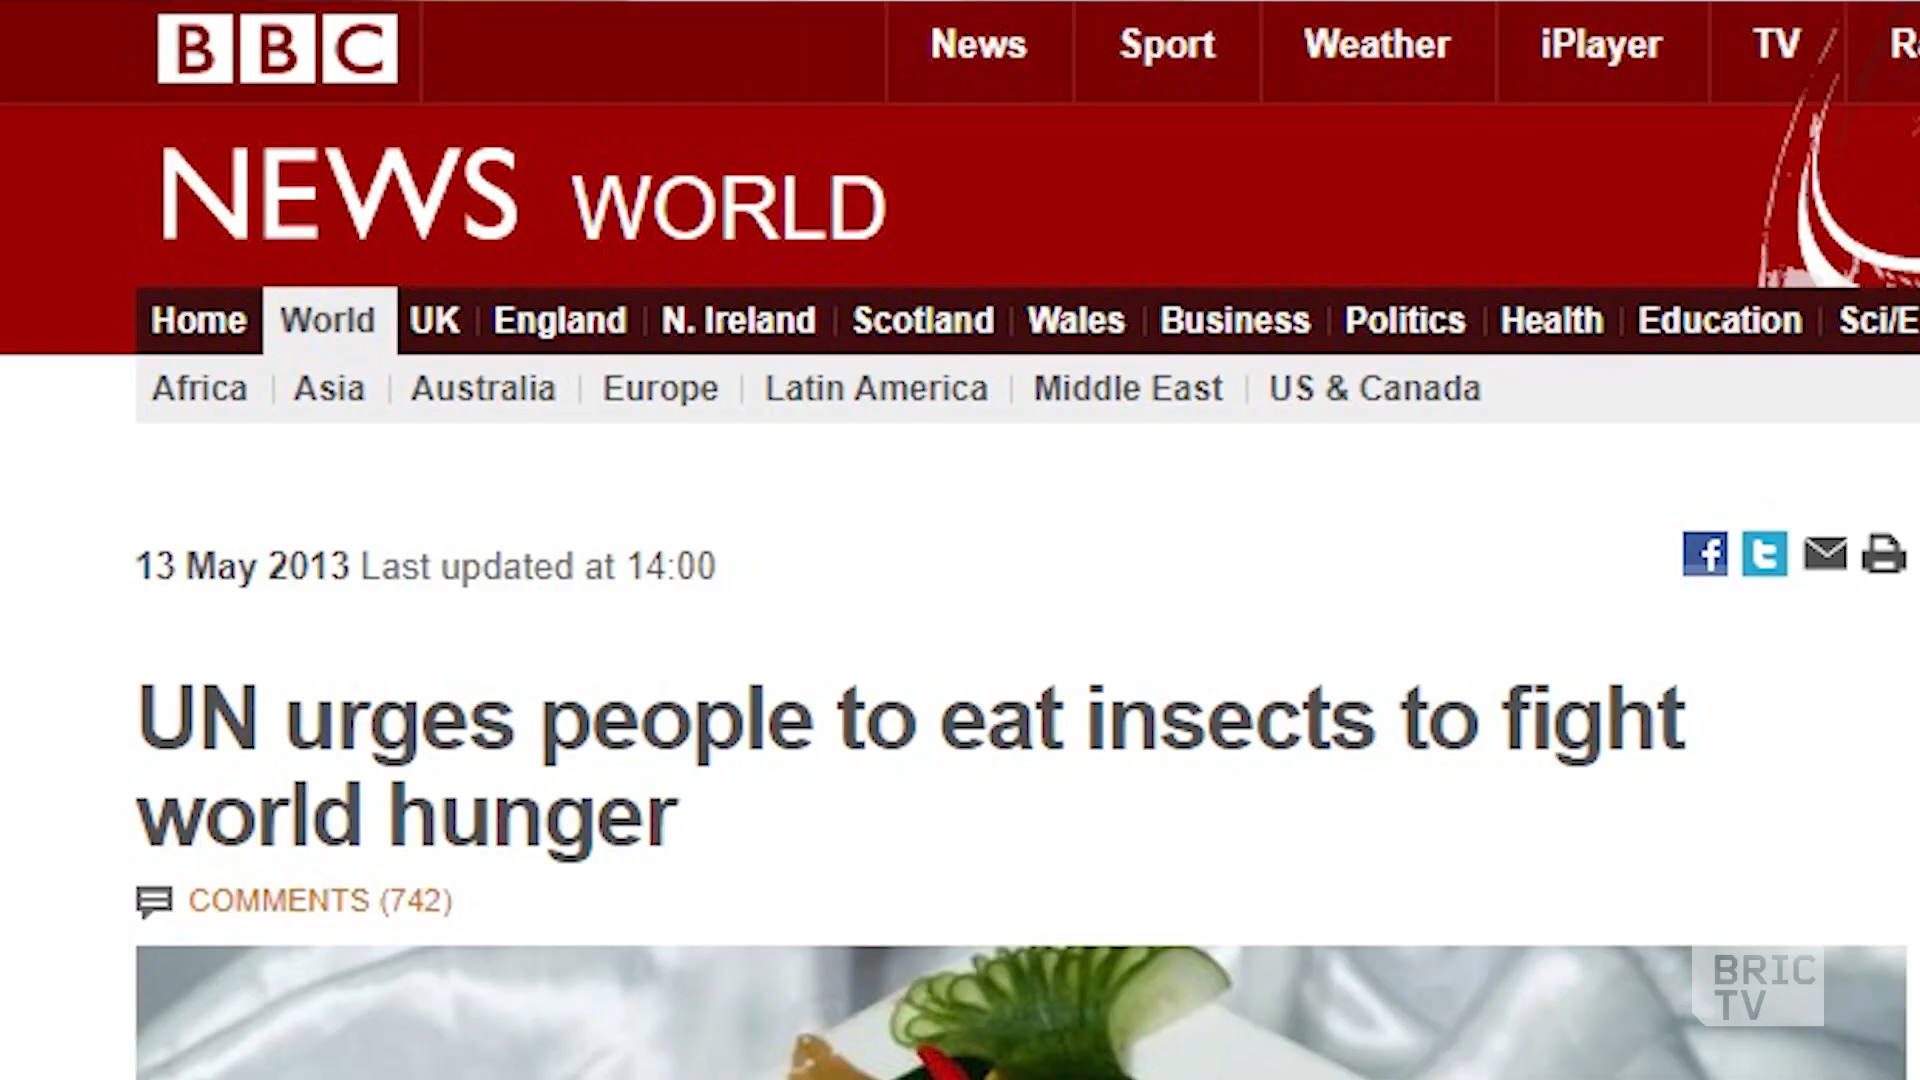 BBC
News Sport Weather iPlayer TV
NEWS WORLD
Home World UK England N. Ireland Scotland Wales Business Politics Health Education Sci/E
Africa Asia Australia Europe Latin America Middle East US & Canada
13 May 2013 Last updated at 14:00
UN urges people to eat insects to fight
world hunger
COMMENTS (742)
BRIC
TV